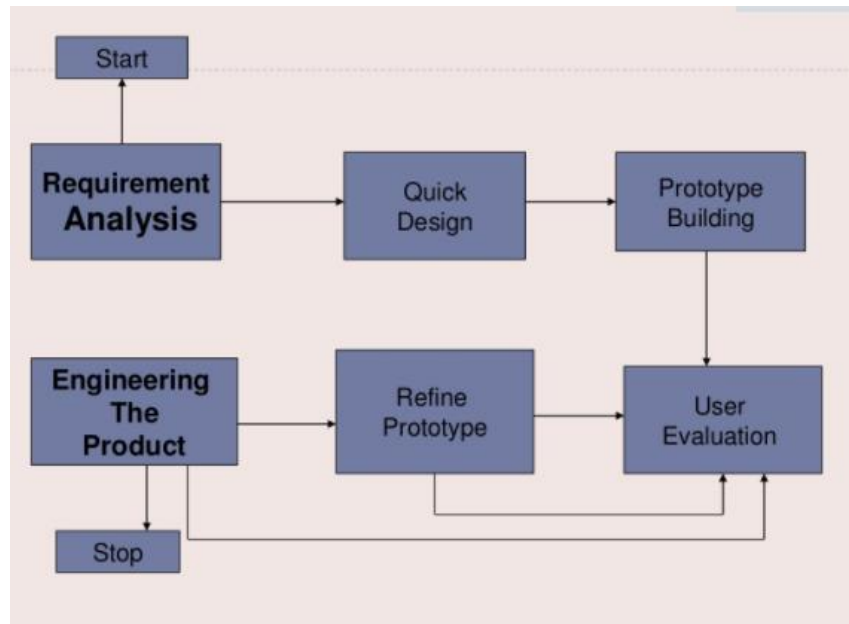 Start
Requirement
Analysis
Quick
Design
Prototype
Building
Engineering
The
Product
Refine
Prototype
User
Evaluation
Stop